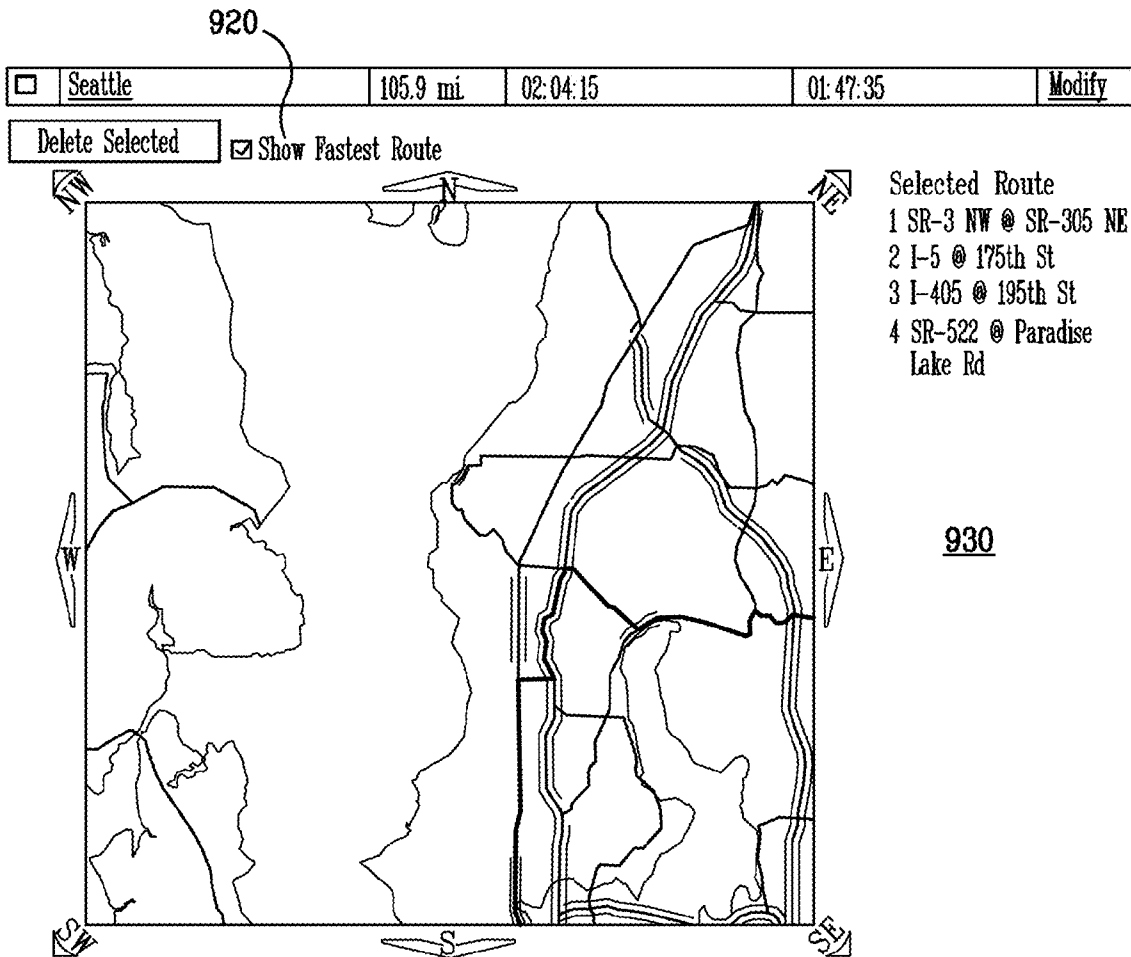 920
Seattle 105.9 mi. 02:04:15 01:47:35 Modify
Delete Selected Show Fastest Route
NW N NE
Selected Route
1 SR-3 NW @ SR-305 NE
2 I-5 @ 175th St
3 I-405 @ 195th St
4 SR-522 @ Paradise
Lake Rd
W E
930
SW S SE